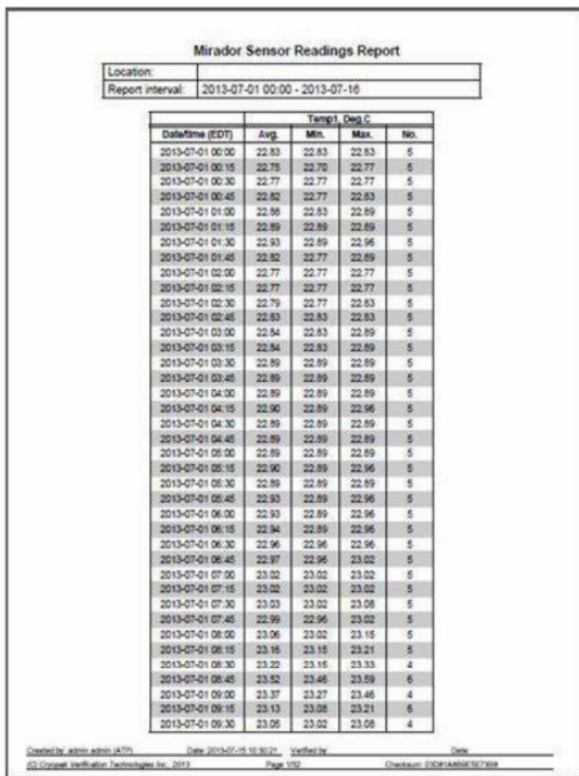 Mirador Sensor Readings Report
Location:
Report interval: 2013-07-01 00:00 - 2013-07-16
Temp1, Deg.C
Date/time (EDT) Avg. Min. Max. No.
2013-07-01 00:00 22.83 22.83 22.83 5
2013-07-01 00:15 22.75 22.70 22.77 5
2013-07-01 00:30 22.77 22.77 22.77 5
2013-07-01 00:45 22.82 22.77 22.83 5
2013-07-01 01:00 22.88 22.83 22.89 5
2013-07-01 01:15 22.89 22.89 22.89 5
2013-07-01 01:30 22.93 22.89 22.96 5
2013-07-01 01:45 22.82 22.77 22.89 5
2013-07-01 02:00 22.77 22.77 22.77 5
2013-07-01 02:15 22.77 22.77 22.77 5
2013-07-01 02:30 22.79 22.77 22.83 5
2013-07-01 02:45 22.83 22.83 22.83 5
2013-07-01 03:00 22.84 22.83 22.89 5
2013-07-01 03:15 22.84 22.83 22.89 5
2013-07-01 03:30 22.89 22.89 22.89 5
2013-07-01 03:45 22.89 22.89 22.89 5
2013-07-01 04:00 22.89 22.89 22.89 5
2013-07-01 04:15 22.90 22.89 22.96 5
2013-07-01 04:30 22.89 22.89 22.89 5
2013-07-01 04:45 22.89 22.89 22.89 5
2013-07-01 05:00 22.89 22.89 22.89 5
2013-07-01 05:15 22.90 22.89 22.96 5
2013-07-01 05:30 22.89 22.89 22.89 5
2013-07-01 05:45 22.93 22.89 22.96 5
2013-07-01 06:00 22.93 22.89 22.96 5
2013-07-01 06:15 22.94 22.89 22.96 5
2013-07-01 06:30 22.96 22.96 22.96 5
2013-07-01 06:45 22.97 22.96 23.02 5
2013-07-01 07:00 23.02 23.02 23.02 5
2013-07-01 07:15 23.02 23.02 23.02 5
2013-07-01 07:30 23.03 23.02 23.08 5
2013-07-01 07:45 22.99 22.96 23.02 5
2013-07-01 08:00 23.06 23.02 23.15 5
2013-07-01 08:15 23.16 23.15 23.21 5
2013-07-01 08:30 23.22 23.15 23.33 4
2013-07-01 08:45 23.52 23.46 23.59 6
2013-07-01 09:00 23.37 23.27 23.46 4
2013-07-01 09:15 23.13 23.08 23.21 6
2013-07-01 09:30 23.05 23.02 23.08 4
Created by: admin admin (ATP) Date: 2013-07-15 10:30:21 Verified by: Date:
(C) Cryopak Verification Technologies Inc., 2013 Page 1/32 Checksum: